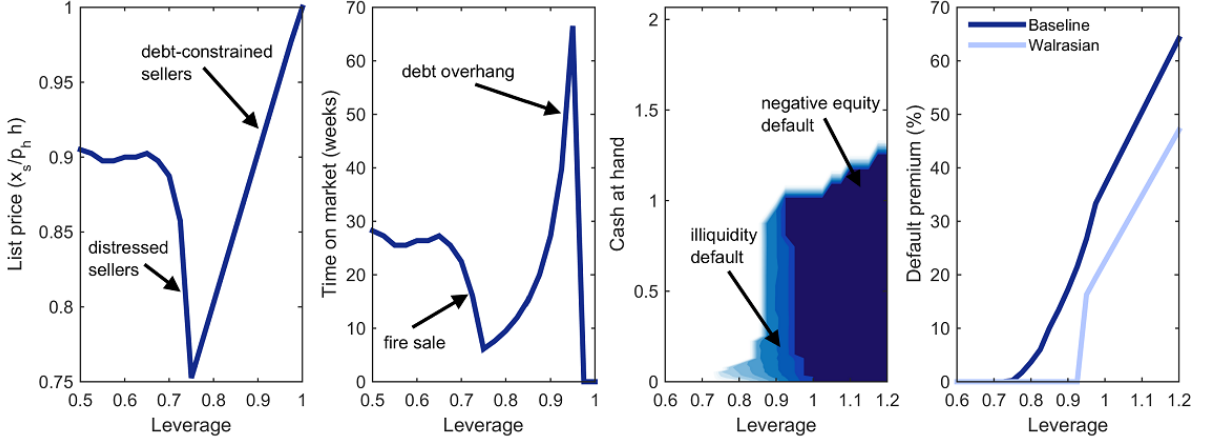 List price (x_s/p_h h)
1
0.95
0.9
0.85
0.8
0.75
debt-constrained
sellers
distressed
sellers
0.5 0.6 0.7 0.8 0.9 1
Leverage
Time on market (weeks)
70
60
50
40
30
20
10
0
debt overhang
fire sale
0.5 0.6 0.7 0.8 0.9 1
Leverage
Cash at hand
2
1.5
1
0.5
0
negative equity
default
illiquidity
default
0.6 0.7 0.8 0.9 1 1.1 1.2
Leverage
Default premium (%)
70
60
50
40
30
20
10
0
Baseline
Walrasian
0.6 0.7 0.8 0.9 1 1.1 1.2
Leverage